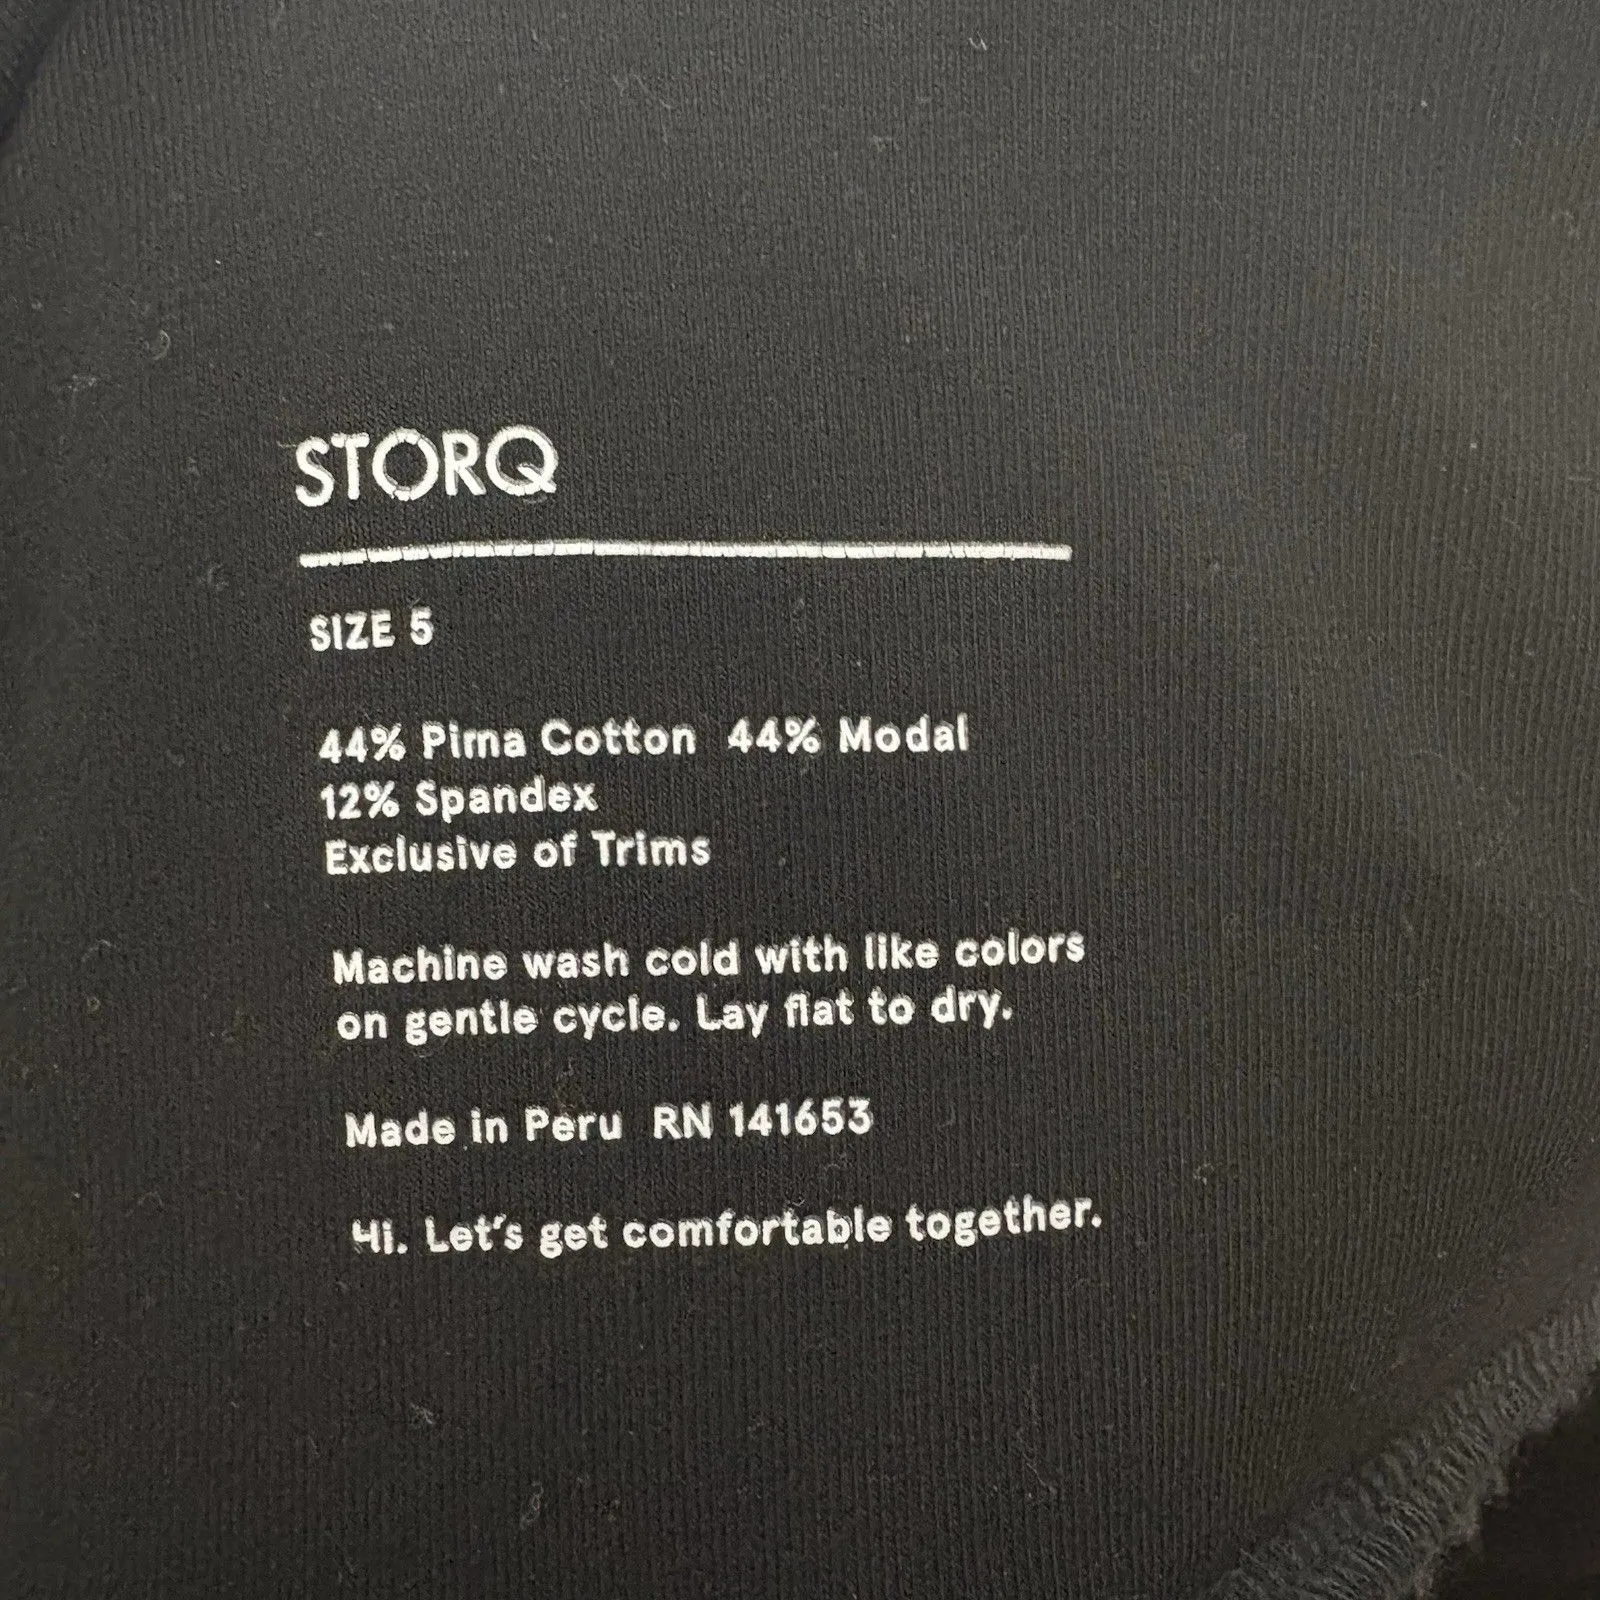 STORQ
SIZE 5
44% Pima Cotton 44% Modal
12% Spandex
Exclusive of Trims
Machine wash cold with like colors
on gentle cycle. Lay flat to dry.
Made in Peru RN 141653
Hi. Let's get comfortable together.